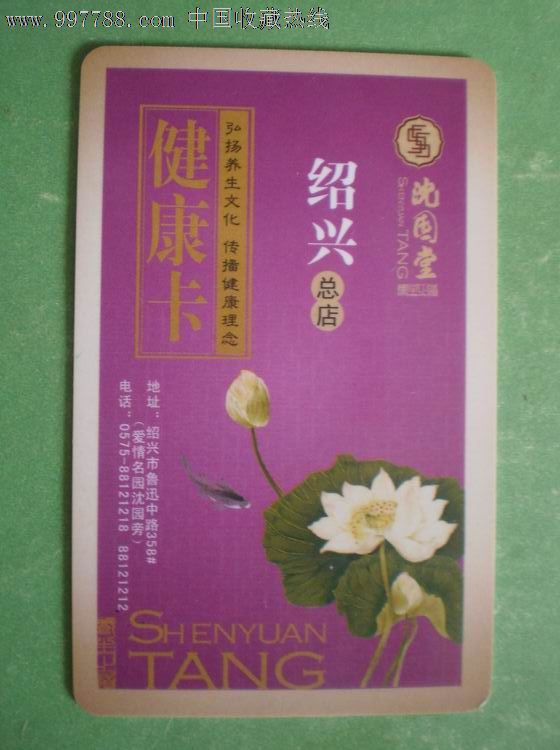 www.997788.com 中国收藏热线
沈园堂
SHENYUAN TANG
绍兴
总店
弘扬养生文化 传播健康理念
健康卡
地址：绍兴市鲁迅中路358#
（爱情名园沈园旁）
电话：0575-88121218 88121212
SHENYUAN
TANG